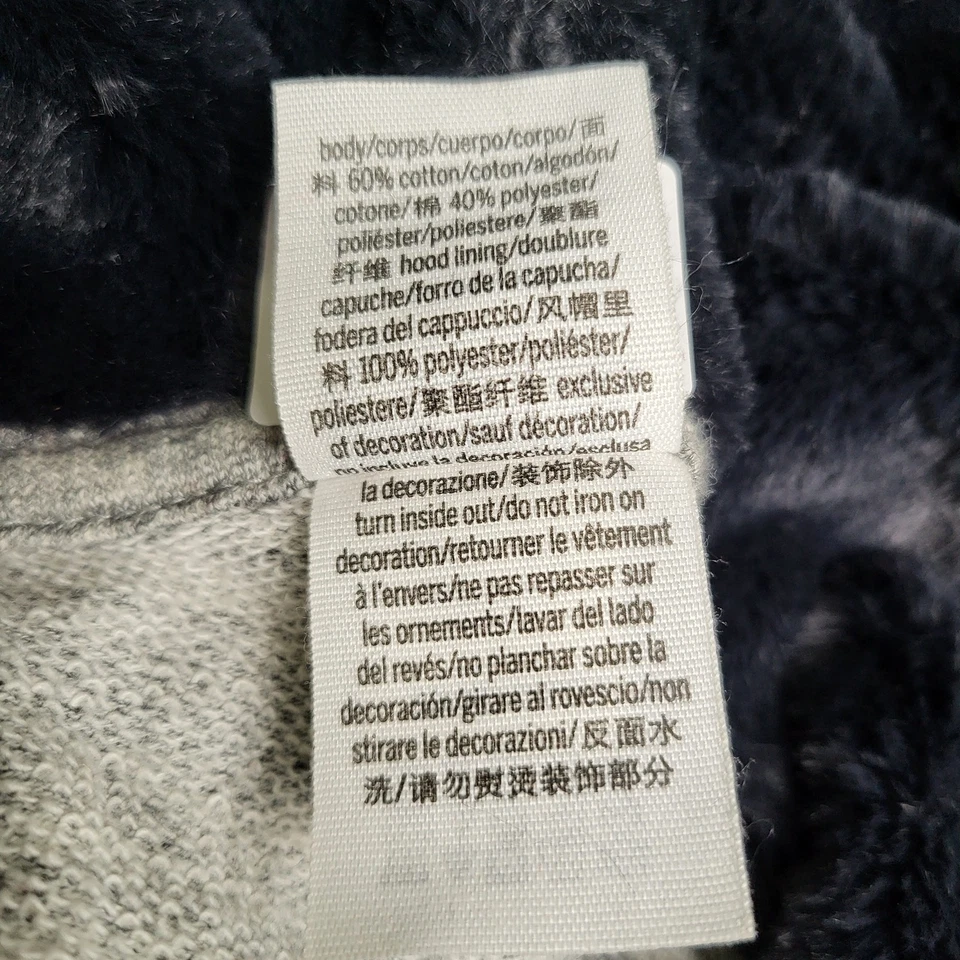 body/corps/cuerpo/corpo/面
料 60% cotton/coton/algodón/
cotone/棉 40% polyester/
poliéster/poliestere/聚酯
纤维 hood lining/doublure
capuche/forro de la capucha/
fodera del cappuccio/风帽里
料 100% polyester/poliéster/
poliestere/聚酯纤维 exclusive
of decoration/sauf décoration/
no incluye la decoración/esclusa
la decorazione/装饰除外
turn inside out/do not iron on
decoration/retourner le vêtement
à l'envers/ne pas repasser sur
les ornements/lavar del lado
del revés/no planchar sobre la
decoración/girare al rovescio/non
stirare le decorazioni/反面水
洗/请勿熨烫装饰部分